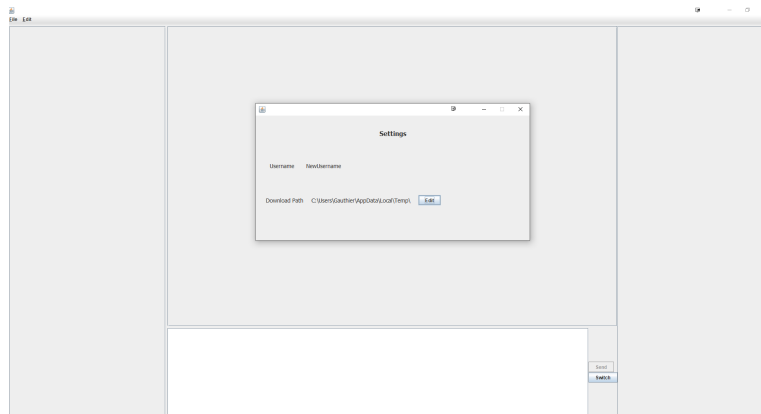 File Edit
Settings
Username NewUsername
Download Path C:\Users\Gauthier\AppData\Local\Temp\ Edit
Send
Switch